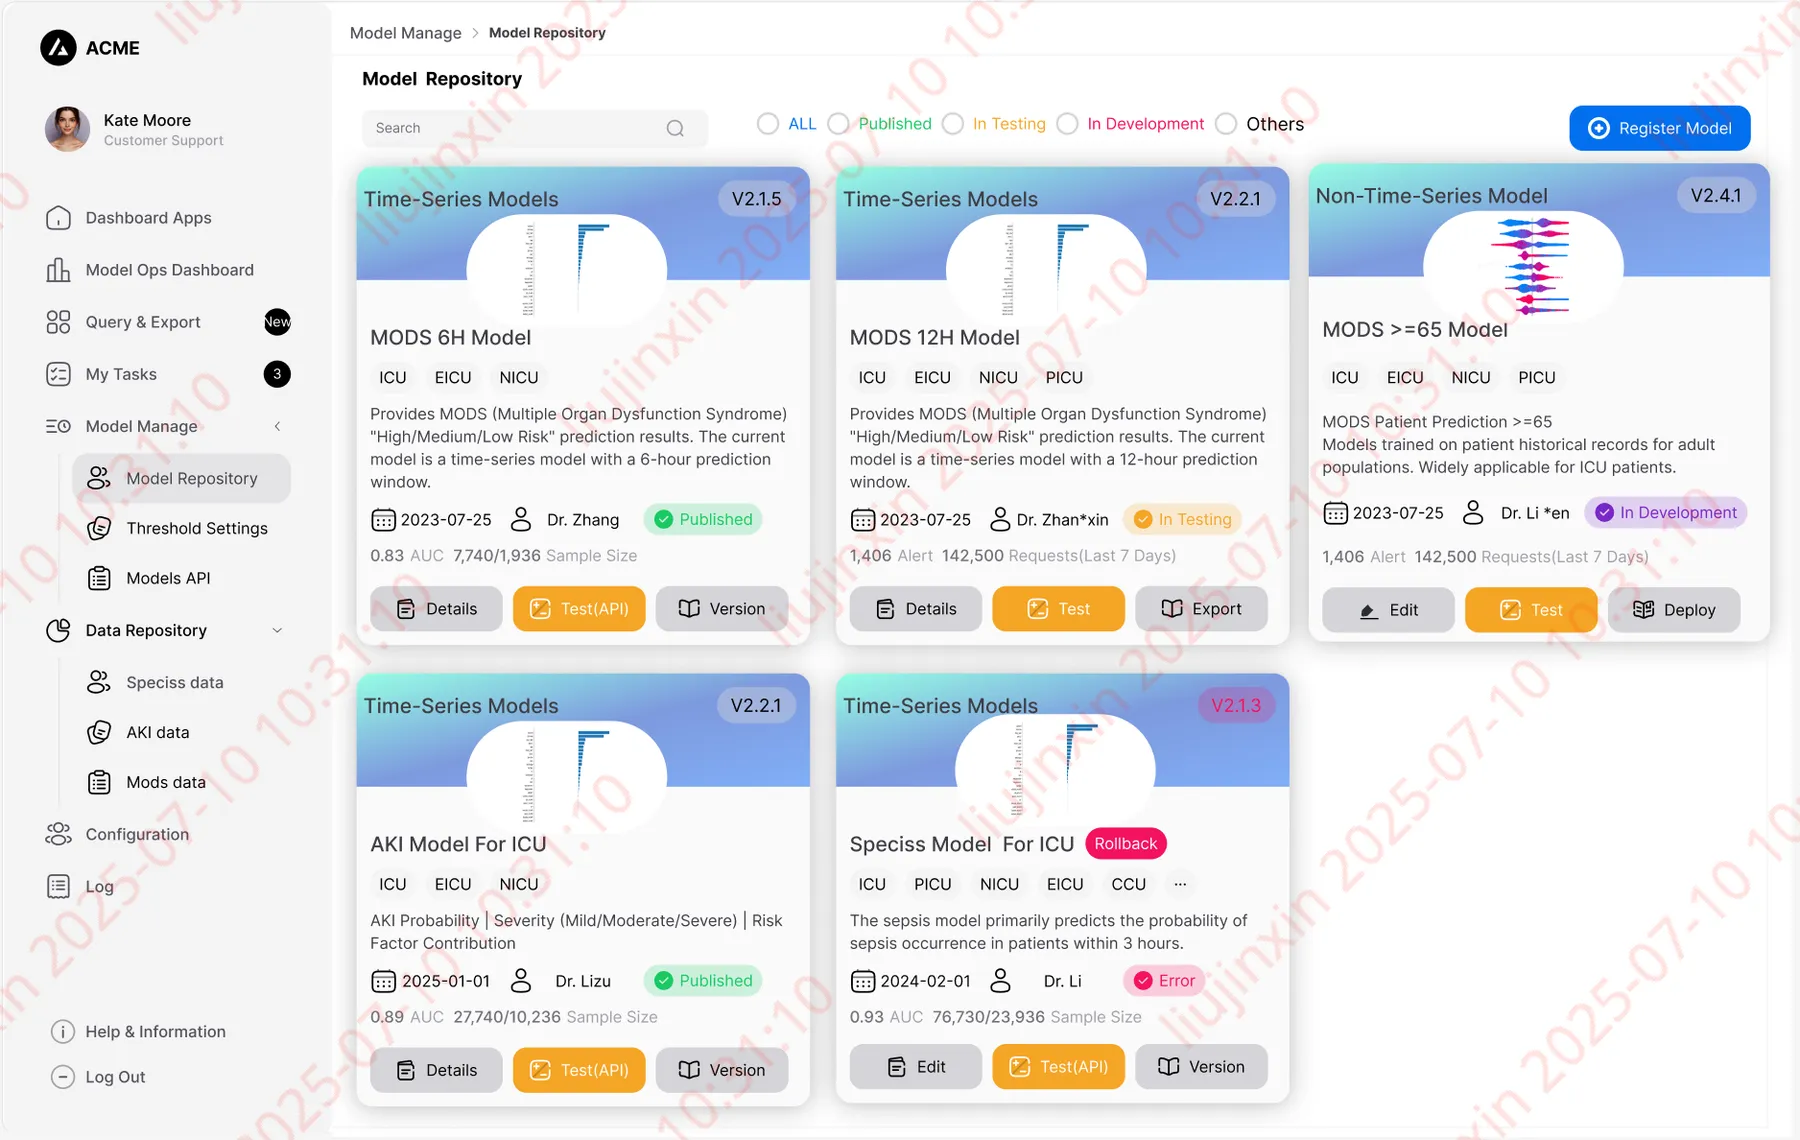 ACME
Kate Moore
Customer Support
Dashboard Apps
Model Ops Dashboard
Query & Export
New
My Tasks
3
Model Manage
Model Repository
Threshold Settings
Models API
Data Repository
Speciss data
AKI data
Mods data
Configuration
Log
Help & Information
Log Out
Model Manage > Model Repository
Model Repository
Search
ALL Published In Testing In Development Others
Register Model
Time-Series Models V2.1.5
MODS 6H Model
ICU EICU NICU
Provides MODS (Multiple Organ Dysfunction Syndrome)
"High/Medium/Low Risk" prediction results. The current
model is a time-series model with a 6-hour prediction
window.
2023-07-25 Dr. Zhang Published
0.83 AUC 7,740/1,936 Sample Size
Details Test(API) Version
Time-Series Models V2.2.1
MODS 12H Model
ICU EICU NICU PICU
Provides MODS (Multiple Organ Dysfunction Syndrome)
"High/Medium/Low Risk" prediction results. The current
model is a time-series model with a 12-hour prediction
window.
2023-07-25 Dr. Zhan*xin In Testing
1,406 Alert 142,500 Requests(Last 7 Days)
Details Test Export
Non-Time-Series Model V2.4.1
MODS >=65 Model
ICU EICU NICU PICU
MODS Patient Prediction >=65
Models trained on patient historical records for adult
populations. Widely applicable for ICU patients.
2023-07-25 Dr. Li *en In Development
1,406 Alert 142,500 Requests(Last 7 Days)
Edit Test Deploy
Time-Series Models V2.2.1
AKI Model For ICU
ICU EICU NICU
AKI Probability | Severity (Mild/Moderate/Severe) | Risk
Factor Contribution
2025-01-01 Dr. Lizu Published
0.89 AUC 27,740/10,236 Sample Size
Details Test(API) Version
Time-Series Models V2.1.3
Speciss Model For ICU Rollback
ICU PICU NICU EICU CCU ...
The sepsis model primarily predicts the probability of
sepsis occurrence in patients within 3 hours.
2024-02-01 Dr. Li Error
0.93 AUC 76,730/23,936 Sample Size
Edit Test(API) Version
liujinxin 2025-07-10 10:31:10